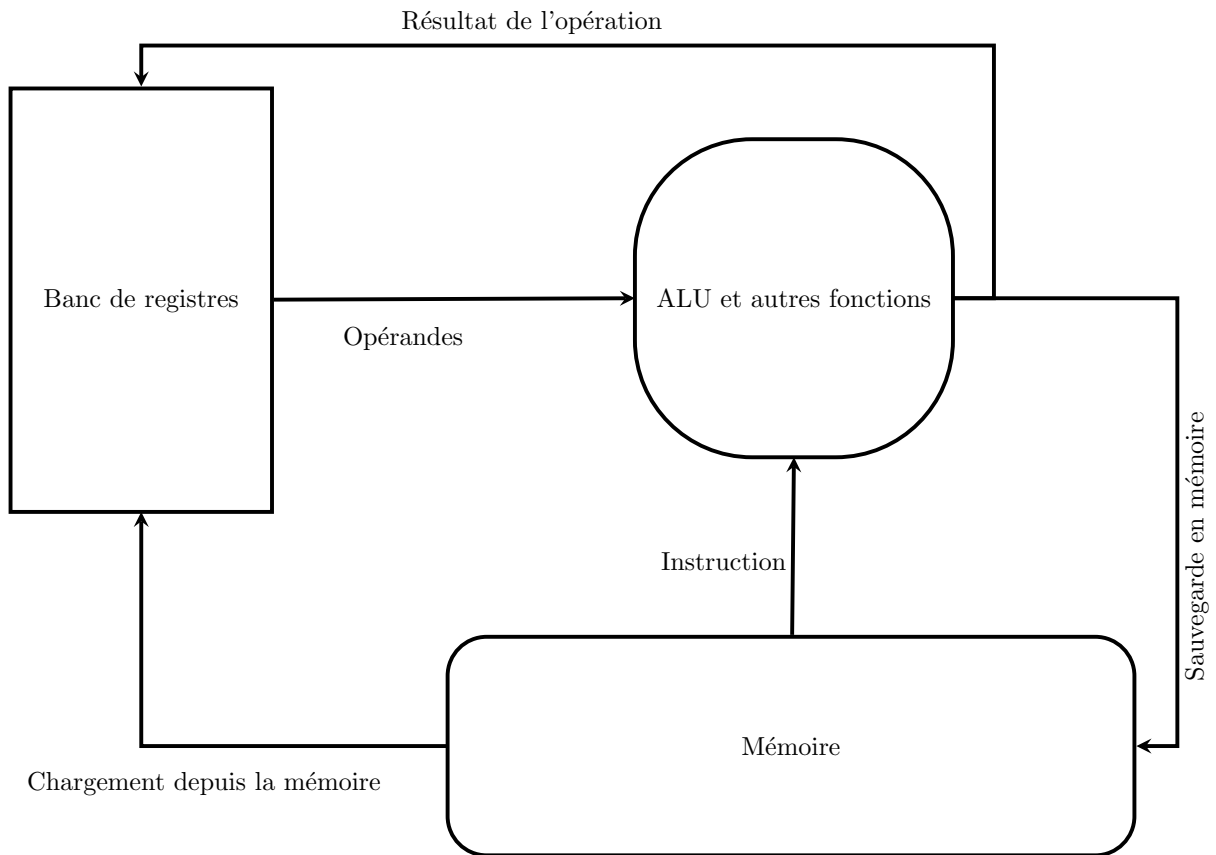 Résultat de l'opération
Banc de registres
ALU et autres fonctions
Opérandes
Sauvegarde en mémoire
Instruction
Mémoire
Chargement depuis la mémoire